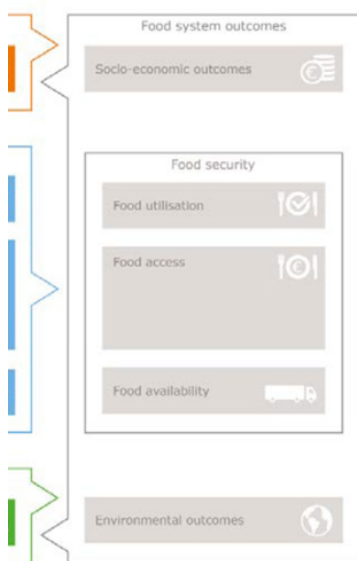 Food system outcomes
Socio-economic outcomes
€
Food security
Food utilisation
Food access
€
Food availability
Environmental outcomes